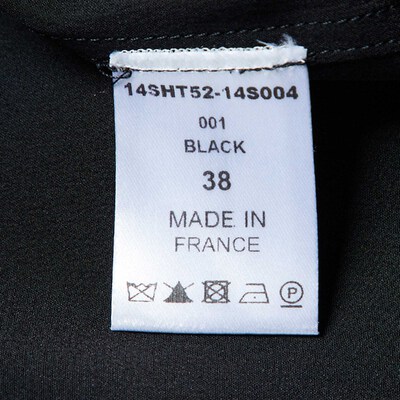 14SHT52-14S004
001
BLACK
38
MADE IN
FRANCE
P